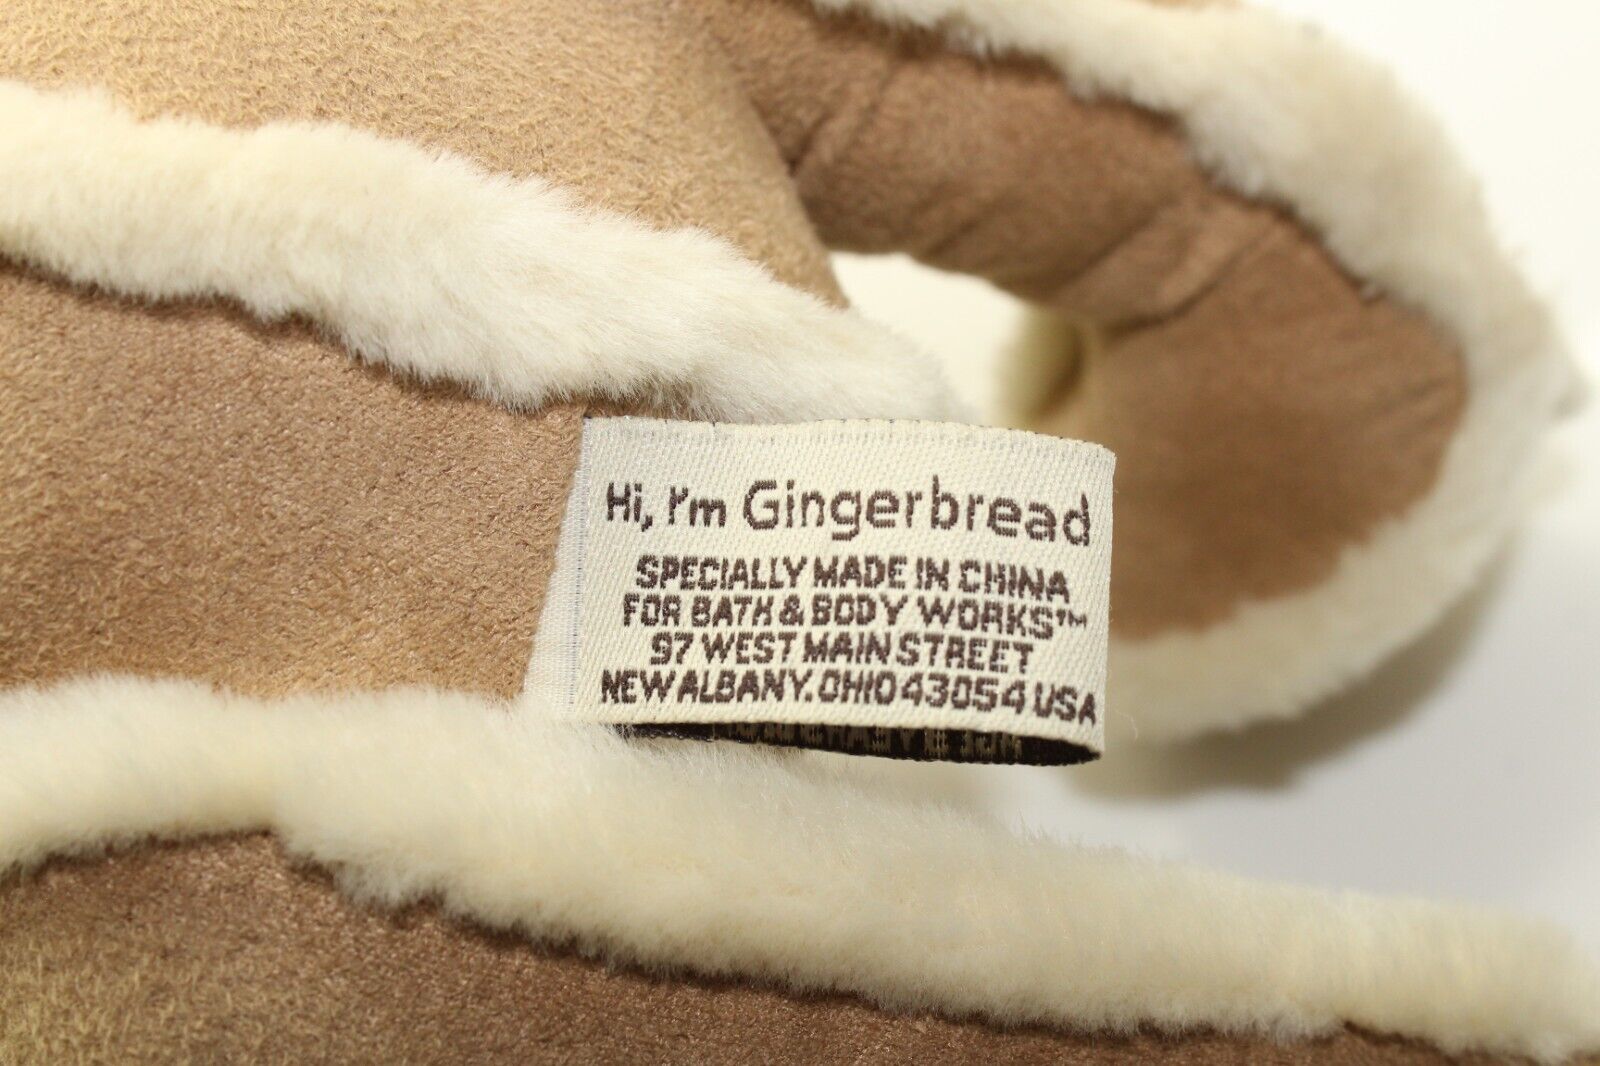 Hi, I'm Gingerbread
SPECIALLY MADE IN CHINA
FOR BATH & BODY WORKS™
97 WEST MAIN STREET
NEW ALBANY. OHIO 43054 USA